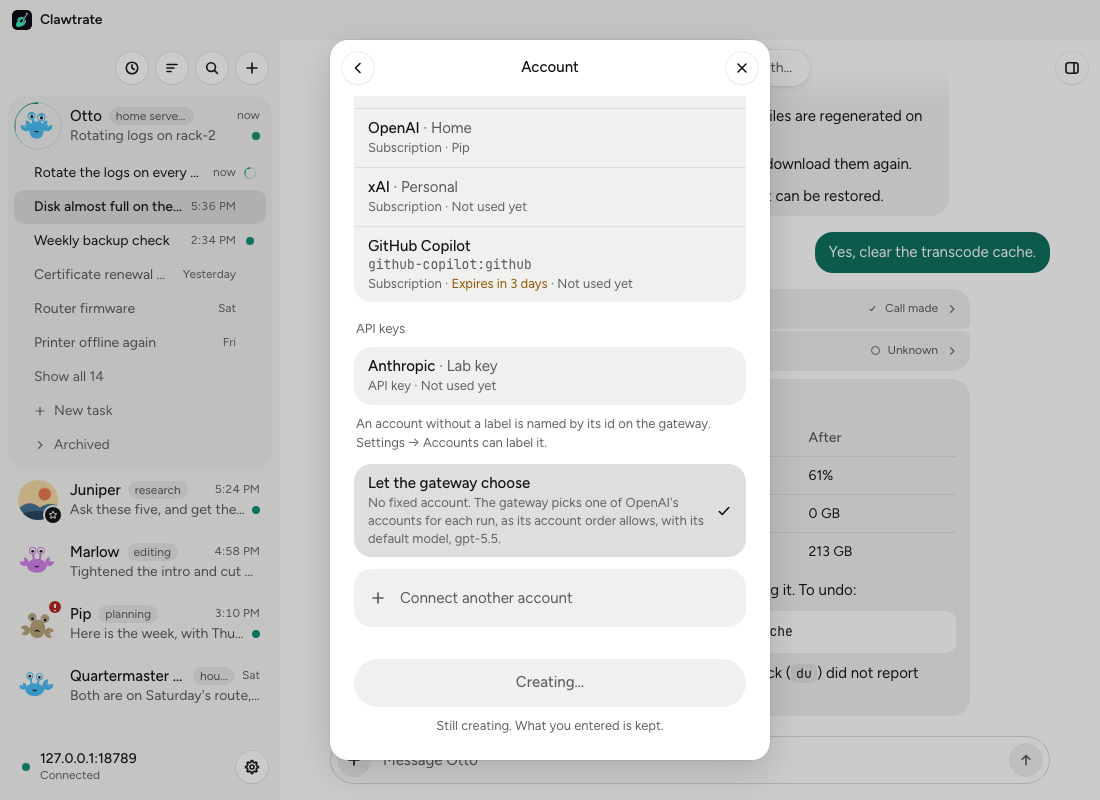 Clawtrate
Otto
home serve…
now
Rotating logs on rack-2
Rotate the logs on every …
now
Disk almost full on the…
5:36 PM
Weekly backup check
2:34 PM
Certificate renewal …
Yesterday
Router firmware
Sat
Printer offline again
Fri
Show all 14
New task
Archived
Juniper
research
5:24 PM
Ask these five, and get the…
Marlow
editing
4:58 PM
Tightened the intro and cut …
Pip
planning
3:10 PM
Here is the week, with Thu…
Quartermaster …
hou…
Sat
Both are on Saturday's route,…
127.0.0.1:18789
Connected
Account
OpenAI · Home
Subscription · Pip
xAI · Personal
Subscription · Not used yet
GitHub Copilot
github-copilot:github
Subscription · Expires in 3 days · Not used yet
API keys
Anthropic · Lab key
API key · Not used yet
An account without a label is named by its id on the gateway.
Settings → Accounts can label it.
Let the gateway choose
No fixed account. The gateway picks one of OpenAI's
accounts for each run, as its account order allows, with its
default model, gpt-5.5.
Connect another account
Creating…
Still creating. What you entered is kept.
th…
iles are regenerated on
download them again.
can be restored.
Yes, clear the transcode cache.
Call made
Unknown
After
61%
0 GB
213 GB
g it. To undo:
che
ck (du) did not report
Message Otto